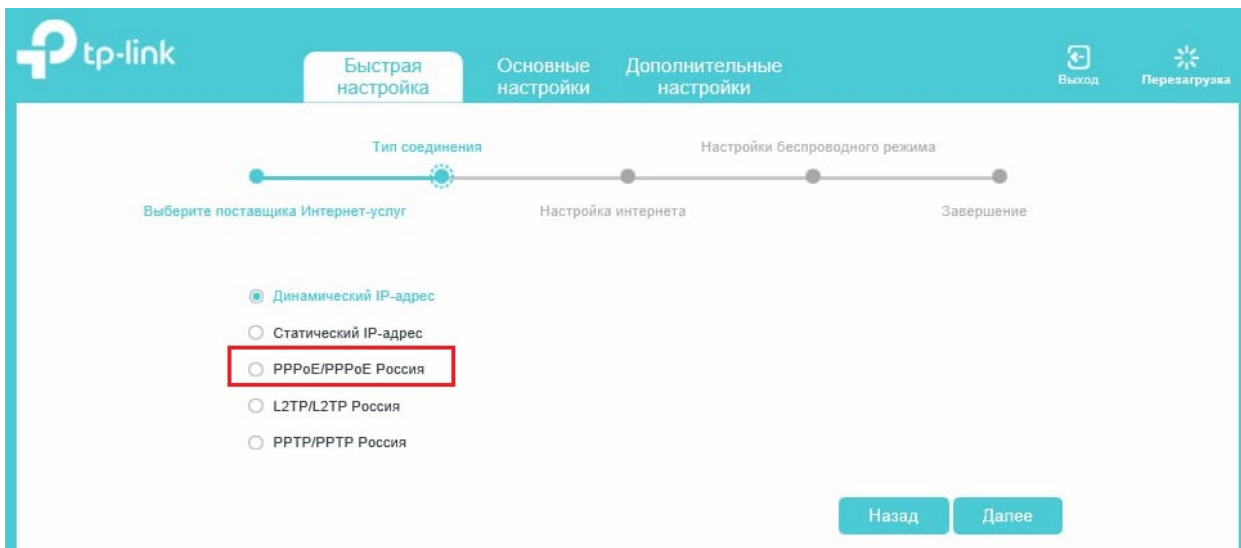 tp-link
Быстрая
настройка
Основные
настройки
Дополнительные
настройки
Выход
Перезагрузка
Тип соединения
Настройки беспроводного режима
Выберите поставщика Интернет-услуг
Настройка интернета
Завершение
Динамический IP-адрес
Статический IP-адрес
PPPoE/PPPoE Россия
L2TP/L2TP Россия
PPTP/PPTP Россия
Назад
Далее